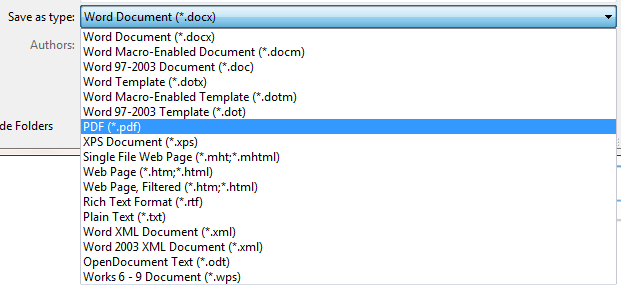 Save as type: Word Document (*.docx)
Authors:
Word Document (*.docx)
Word Macro-Enabled Document (*.docm)
Word 97-2003 Document (*.doc)
Word Template (*.dotx)
Word Macro-Enabled Template (*.dotm)
Word 97-2003 Template (*.dot)
de Folders
PDF (*.pdf)
XPS Document (*.xps)
Single File Web Page (*.mht;*.mhtml)
Web Page (*.htm;*.html)
Web Page, Filtered (*.htm;*.html)
Rich Text Format (*.rtf)
Plain Text (*.txt)
Word XML Document (*.xml)
Word 2003 XML Document (*.xml)
OpenDocument Text (*.odt)
Works 6 - 9 Document (*.wps)